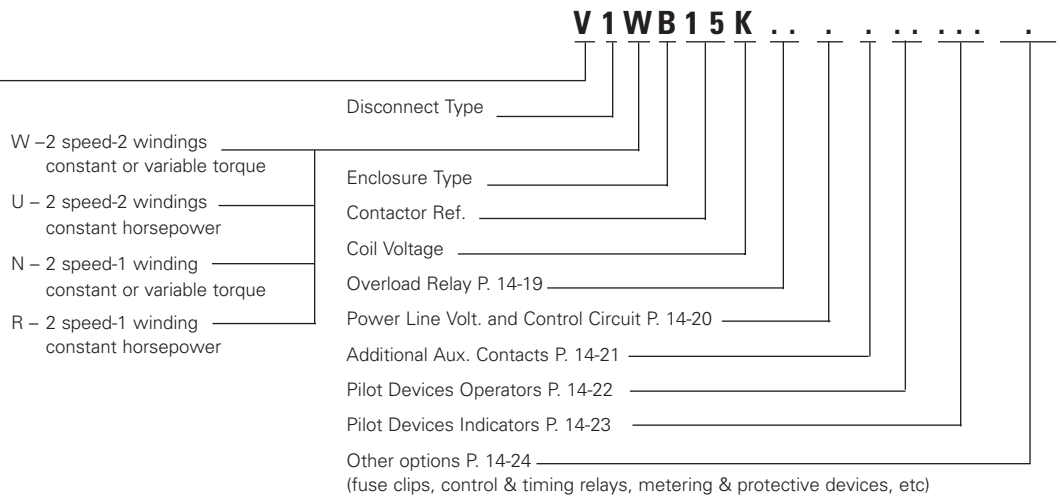 V 1 W B 1 5 K . . . . . . . . . .
Disconnect Type
W –2 speed-2 windings
constant or variable torque
U – 2 speed-2 windings
constant horsepower
N – 2 speed-1 winding
constant or variable torque
R – 2 speed-1 winding
constant horsepower
Enclosure Type
Contactor Ref.
Coil Voltage
Overload Relay P. 14-19
Power Line Volt. and Control Circuit P. 14-20
Additional Aux. Contacts P. 14-21
Pilot Devices Operators P. 14-22
Pilot Devices Indicators P. 14-23
Other options P. 14-24
(fuse clips, control & timing relays, metering & protective devices, etc)